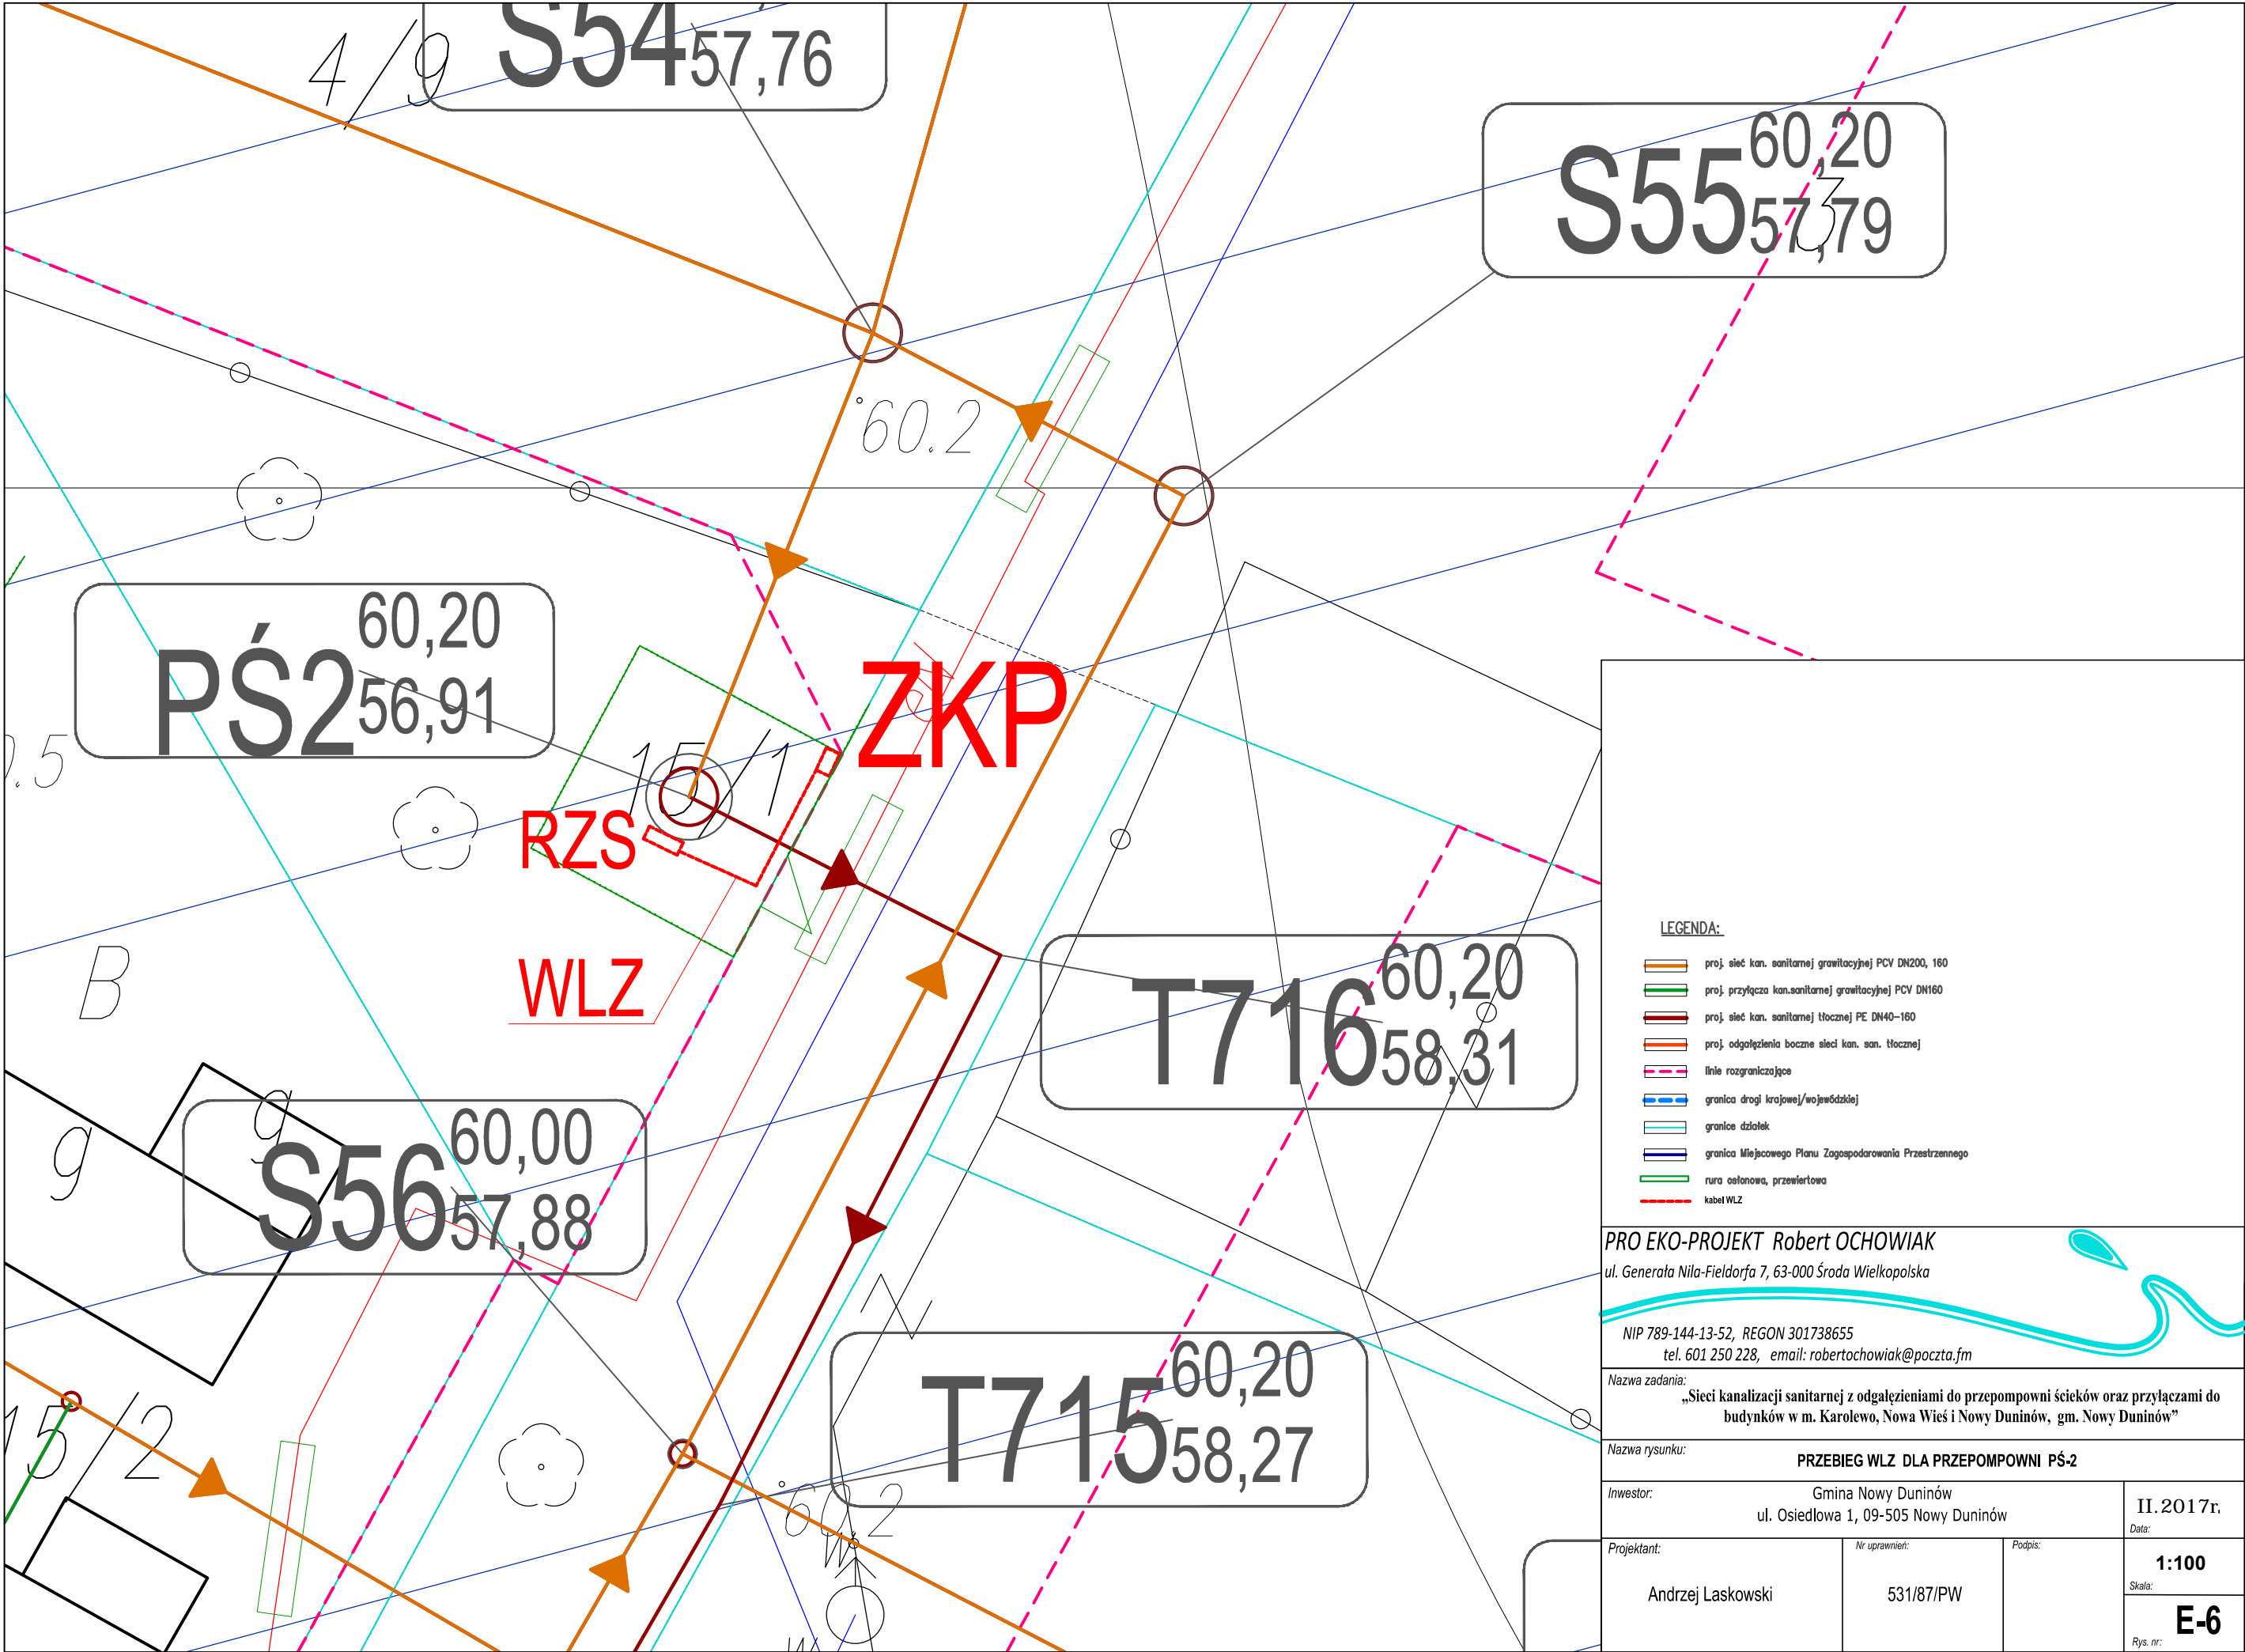 4/9
S54
57,76
S55
60,20
57,79
3
60.2
PŚ2
60,20
56,91
15/1
ZKP
RZS
WLZ
B
T716
60,20
58,31
g
9
S56
60,00
57,88
T715
60,20
58,27
15/2
60.2
LEGENDA:
proj. sieć kan. sanitarnej grawitacyjnej PCV DN200, 160
proj. przyłącza kan.sanitarnej grawitacyjnej PCV DN160
proj. sieć kan. sanitarnej tłocznej PE DN40-160
proj. odgałęzienia boczne sieci kan. san. tłocznej
linie rozgraniczające
granica drogi krajowej/wojewódzkiej
granice działek
granica Miejscowego Planu Zagospodarowania Przestrzennego
rura osłonowa, przewiertowa
kabel WLZ
PRO EKO-PROJEKT Robert OCHOWIAK
ul. Generała Nila-Fieldorfa 7, 63-000 Środa Wielkopolska
NIP 789-144-13-52, REGON 301738655
tel. 601 250 228, email: robertochowiak@poczta.fm
Nazwa zadania:
„Sieci kanalizacji sanitarnej z odgałęzieniami do przepompowni ścieków oraz przyłączami do
budynków w m. Karolewo, Nowa Wieś i Nowy Duninów, gm. Nowy Duninów”
Nazwa rysunku:
PRZEBIEG WLZ DLA PRZEPOMPOWNI PŚ-2
Inwestor:
Gmina Nowy Duninów
ul. Osiedlowa 1, 09-505 Nowy Duninów
II.2017r.
Data:
Projektant:
Andrzej Laskowski
Nr uprawnień:
531/87/PW
Podpis:
1:100
Skala:
E-6
Rys. nr: